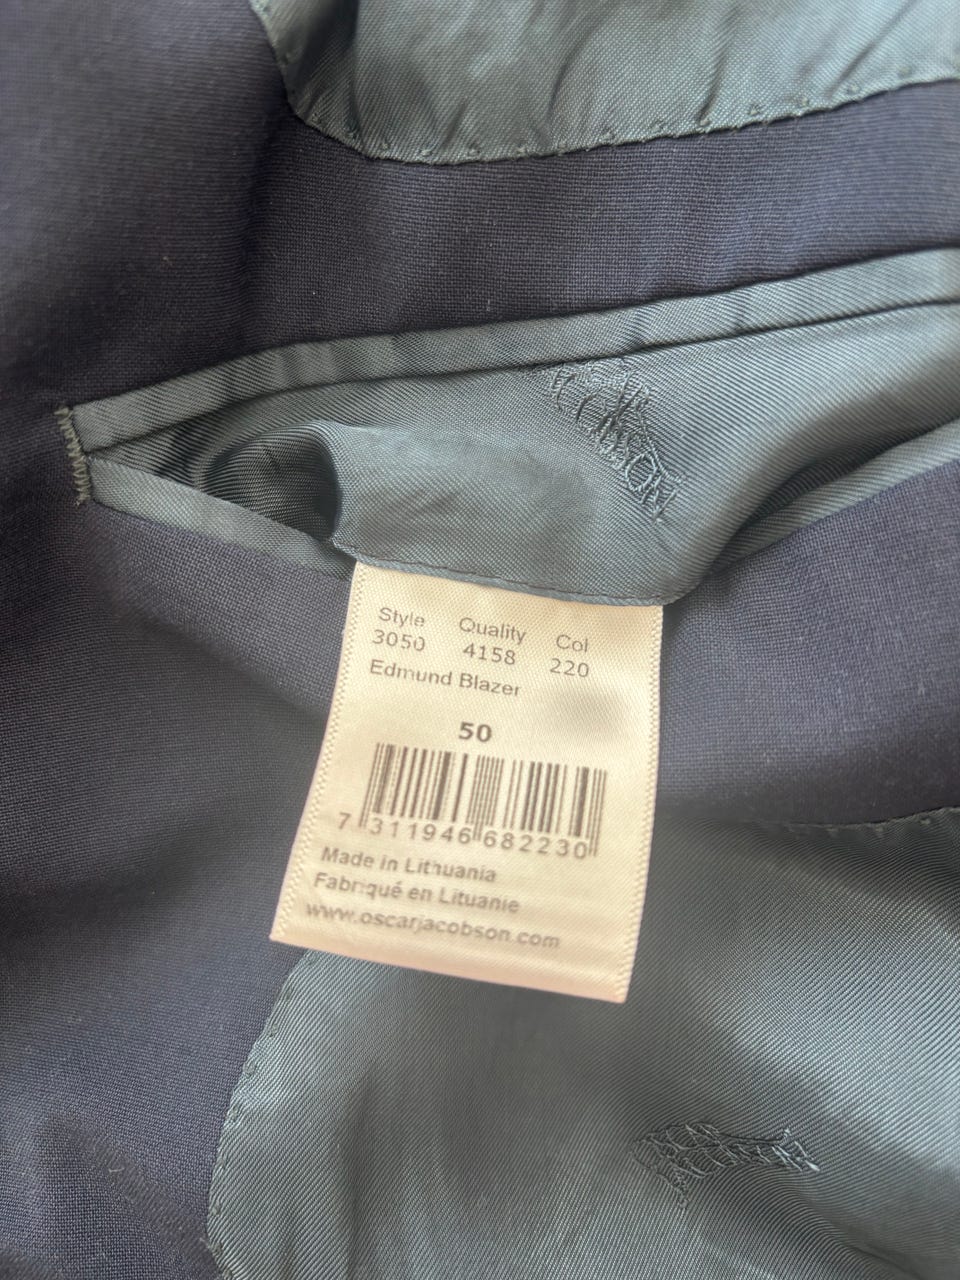 Style Quality Col
3050 4158 220
Edmund Blazer
50
7 311946 682230
Made in Lithuania
Fabriqué en Lituanie
www.oscarjacobson.com